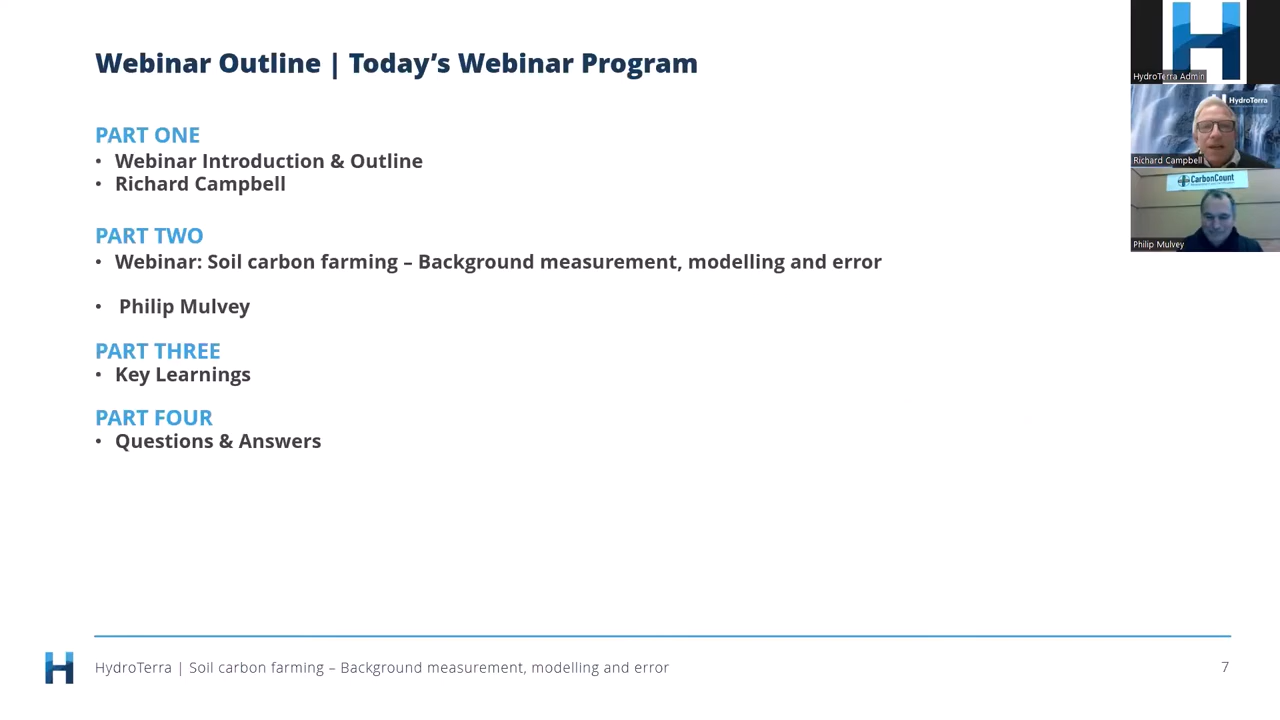 Webinar Outline | Today’s Webinar Program
PART ONE
• Webinar Introduction & Outline
• Richard Campbell
PART TWO
• Webinar: Soil carbon farming – Background measurement, modelling and error
• Philip Mulvey
PART THREE
• Key Learnings
PART FOUR
• Questions & Answers
HydroTerra | Soil carbon farming – Background measurement, modelling and error
7
HydroTerra Admin
HydroTerra
Richard Campbell
CarbonCount
Philip Mulvey